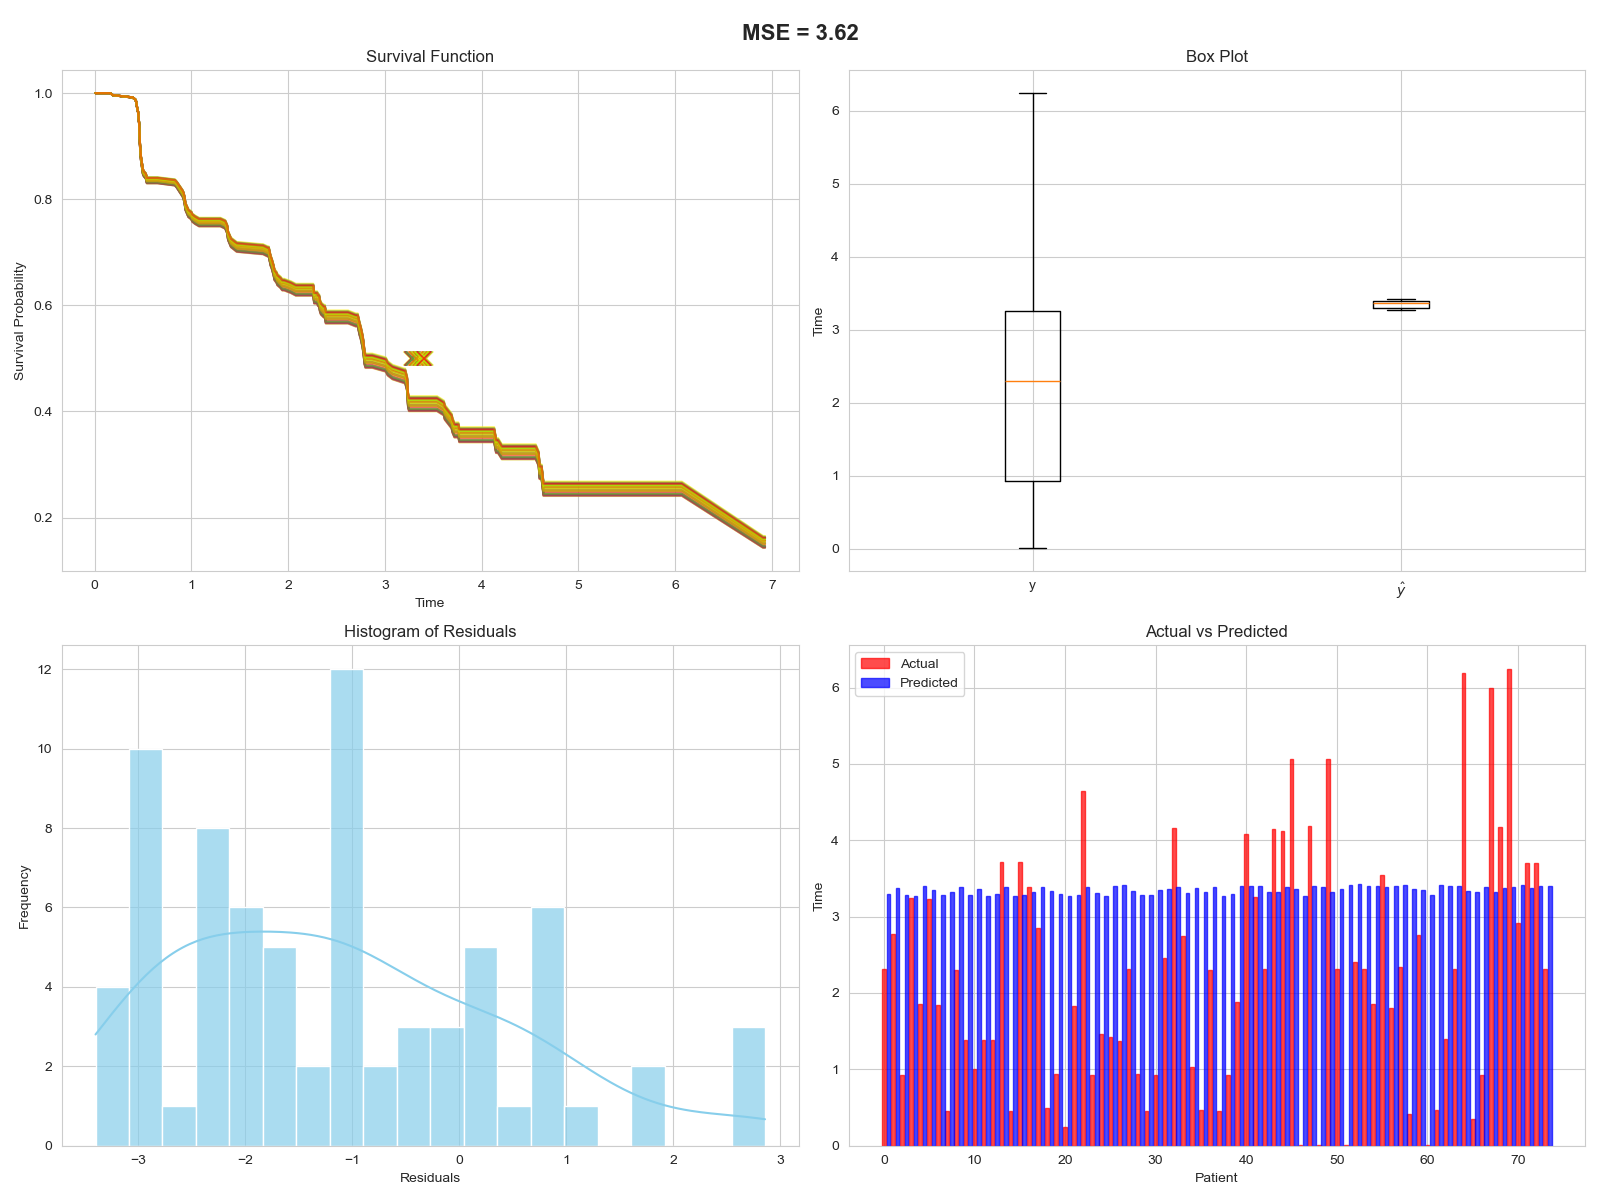 MSE = 3.62
Survival Function
1.0
0.8
0.6
0.4
0.2
Survival Probability
0 1 2 3 4 5 6 7
Time
Box Plot
6
5
4
3
2
1
0
Time
y ŷ
Histogram of Residuals
12
10
8
6
4
2
0
Frequency
−3 −2 −1 0 1 2 3
Residuals
Actual vs Predicted
Actual
Predicted
6
5
4
3
2
1
0
Time
0 10 20 30 40 50 60 70
Patient